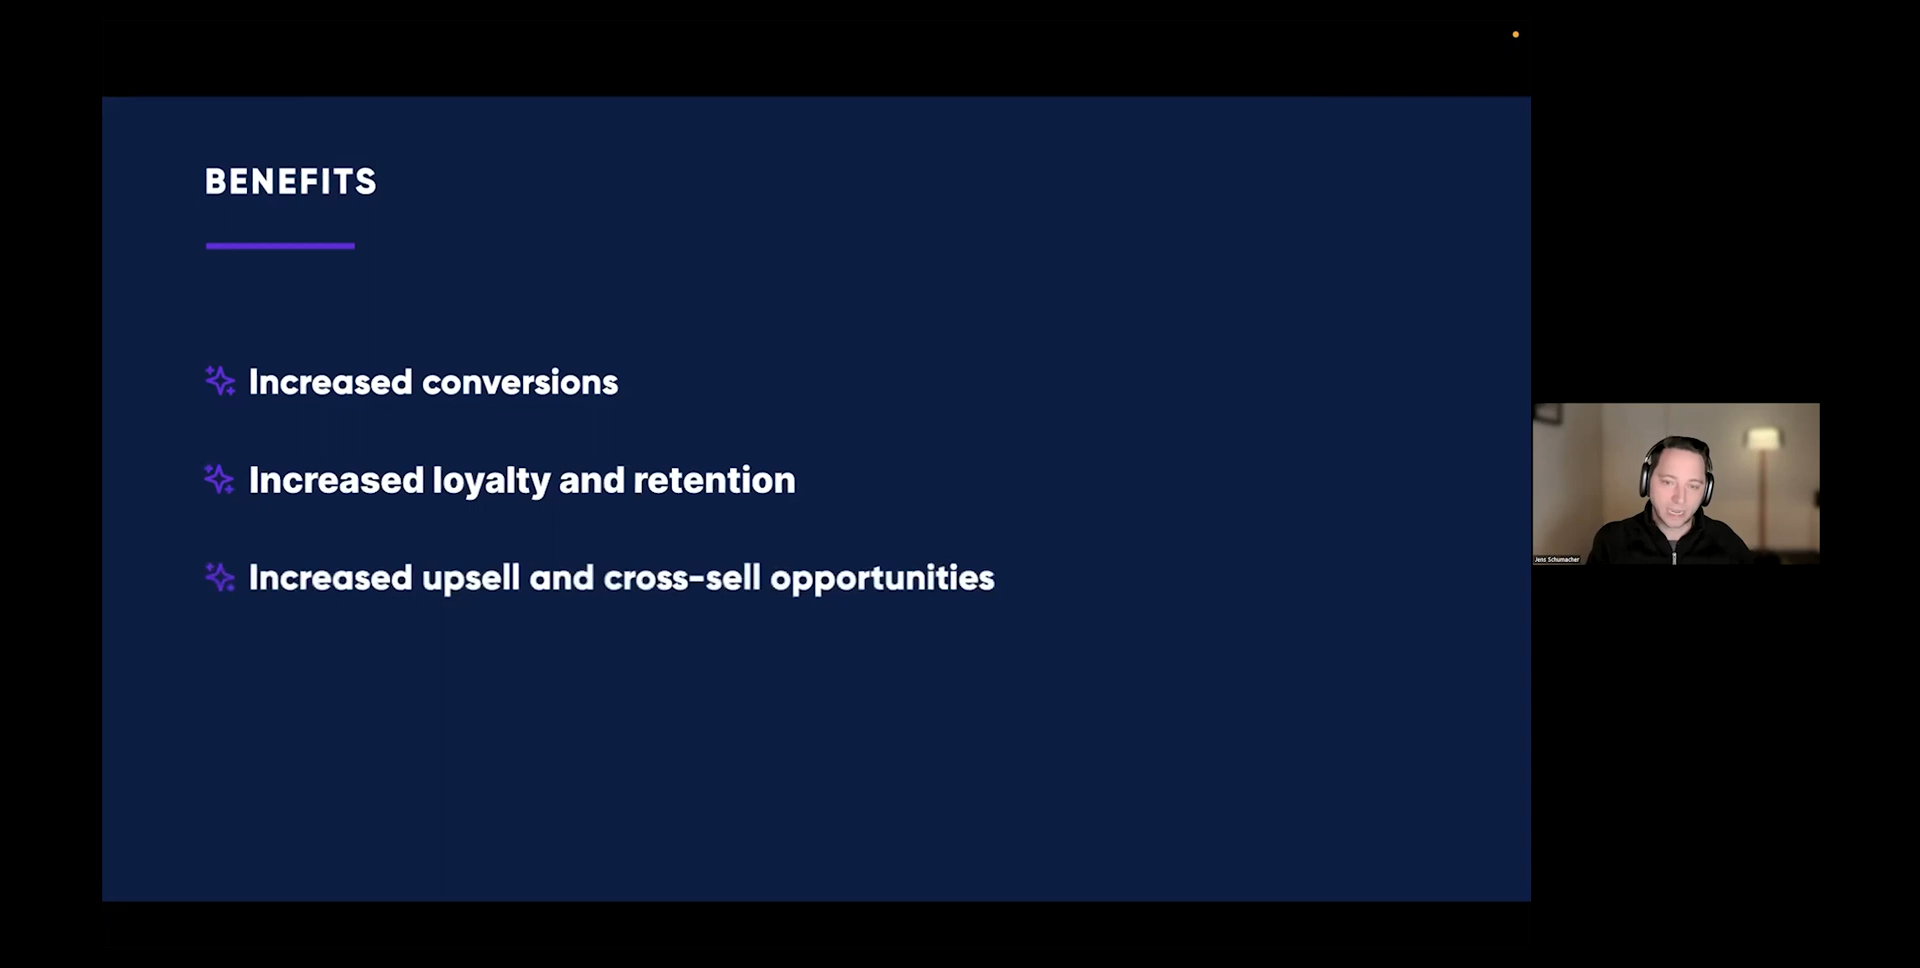 BENEFITS
Increased conversions
Increased loyalty and retention
Increased upsell and cross-sell opportunities
Jens Schumacher